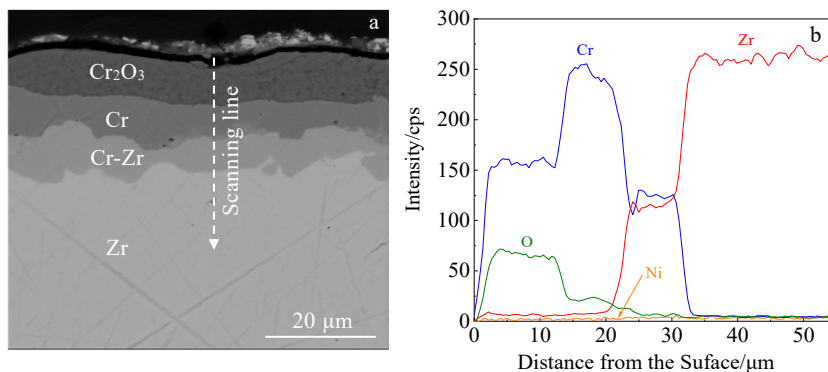 a
Cr₂O₃
Cr
Cr-Zr
Zr
Scanning line
20 µm
b
Intensity/cps
300
250
200
150
100
50
0
Cr
Zr
O
Ni
0 10 20 30 40 50
Distance from the Suface/µm